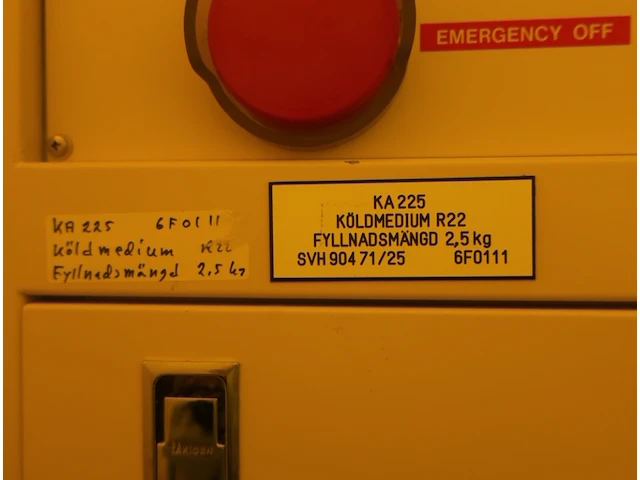 EMERGENCY OFF
KA 225
KÖLDMEDIUM R22
FYLLNADSMÄNGD 2,5 kg
SVH 904 71/25 6F0111
KA 225 6F0111
Köldmedium R22
Fyllnadsmängd 2,5 kg
TAKIGEN